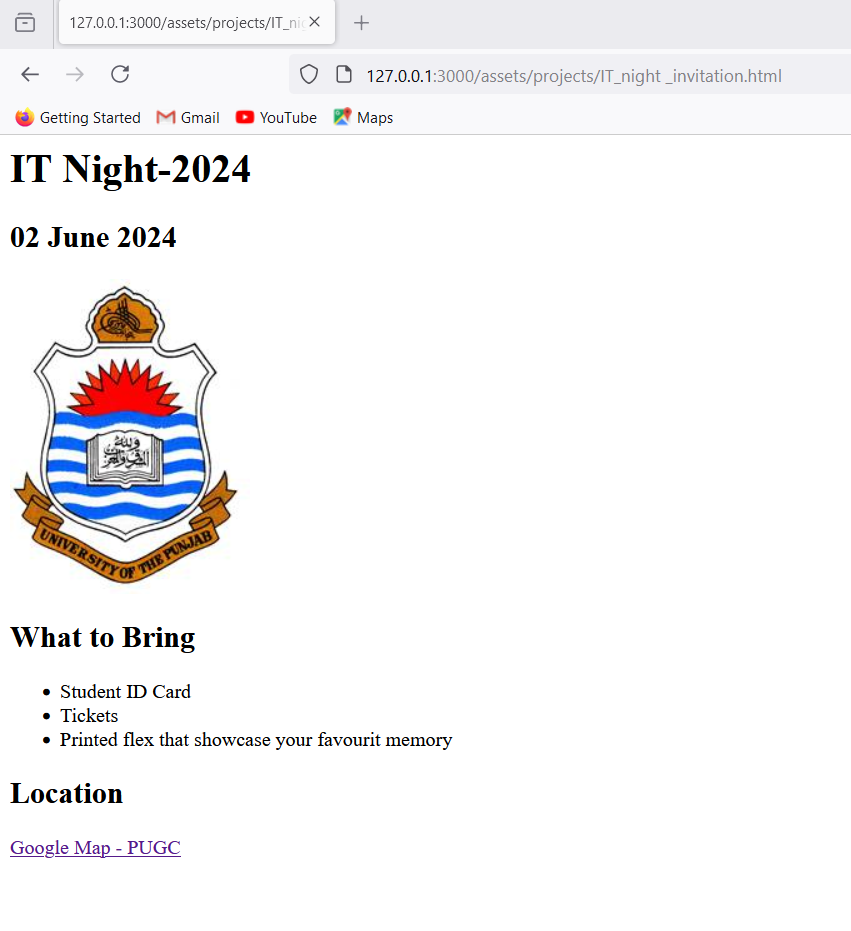 127.0.0.1:3000/assets/projects/IT_ni
127.0.0.1:3000/assets/projects/IT_night _invitation.html
Getting Started Gmail YouTube Maps
IT Night-2024
02 June 2024
UNIVERSITY OF THE PUNJAB
What to Bring
Student ID Card
Tickets
Printed flex that showcase your favourit memory
Location
Google Map - PUGC